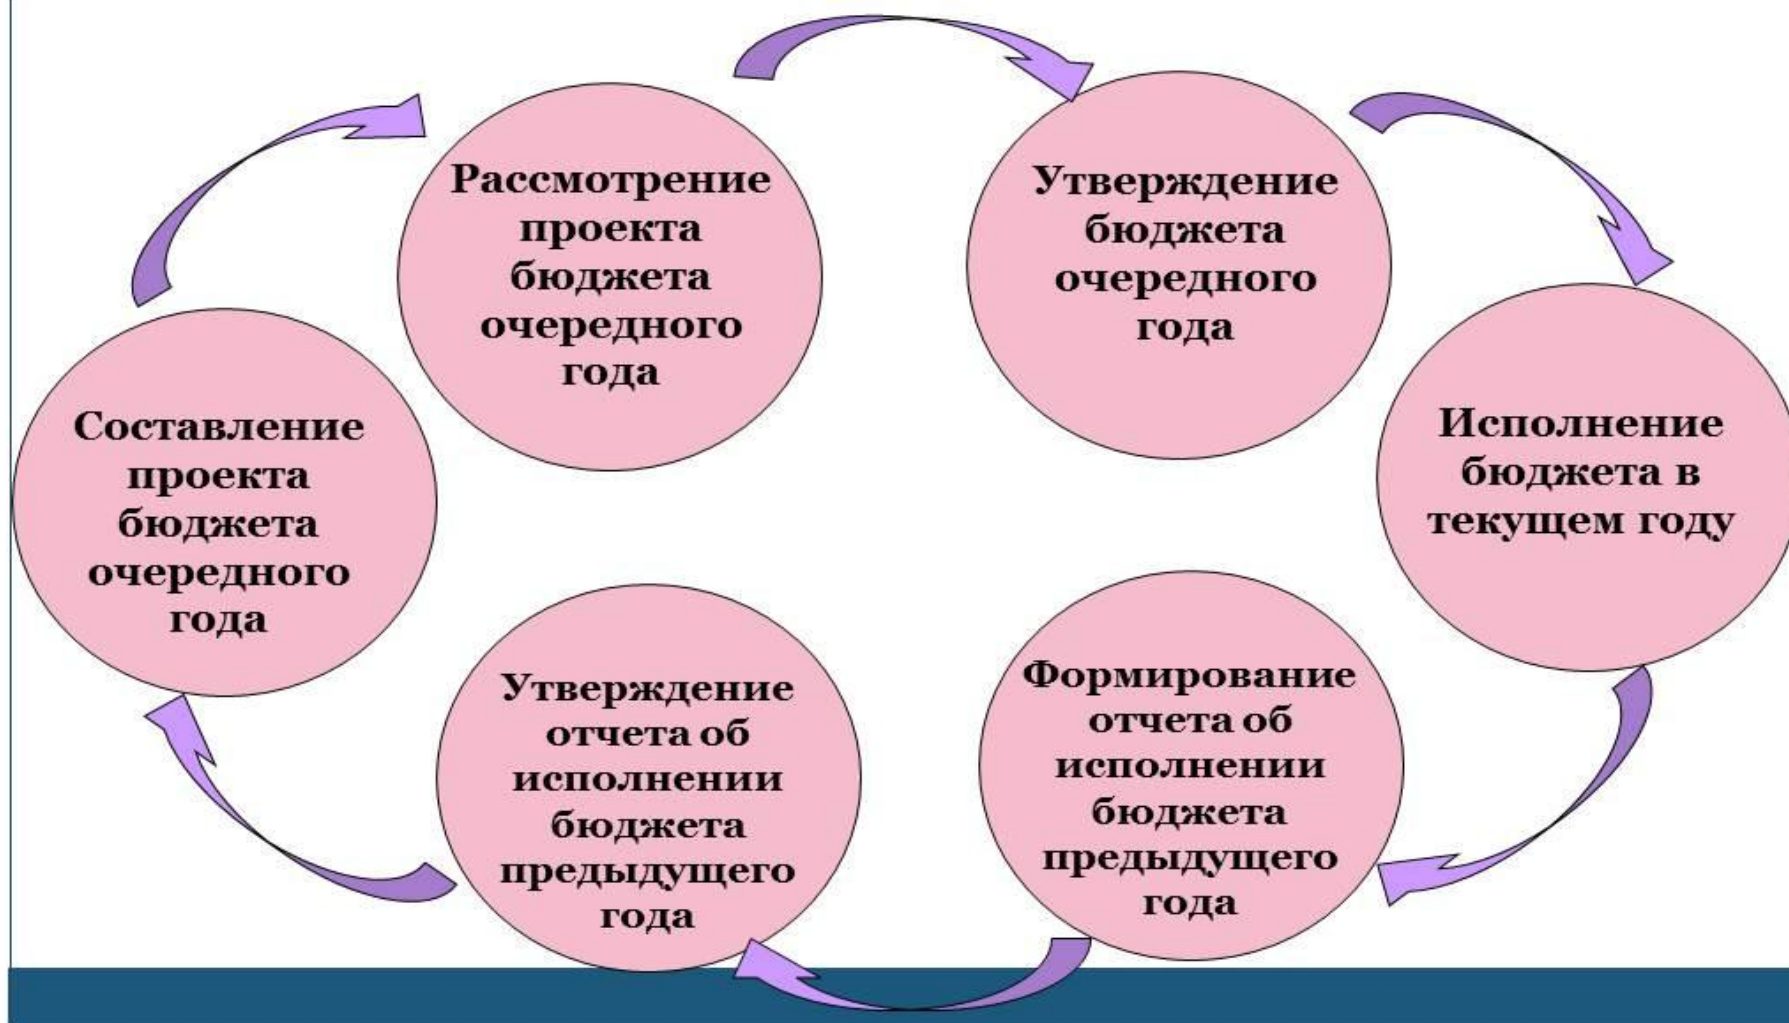 Рассмотрение
проекта
бюджета
очередного
года
Утверждение
бюджета
очередного
года
Исполнение
бюджета в
текущем году
Формирование
отчета об
исполнении
бюджета
предыдущего
года
Утверждение
отчета об
исполнении
бюджета
предыдущего
года
Составление
проекта
бюджета
очередного
года